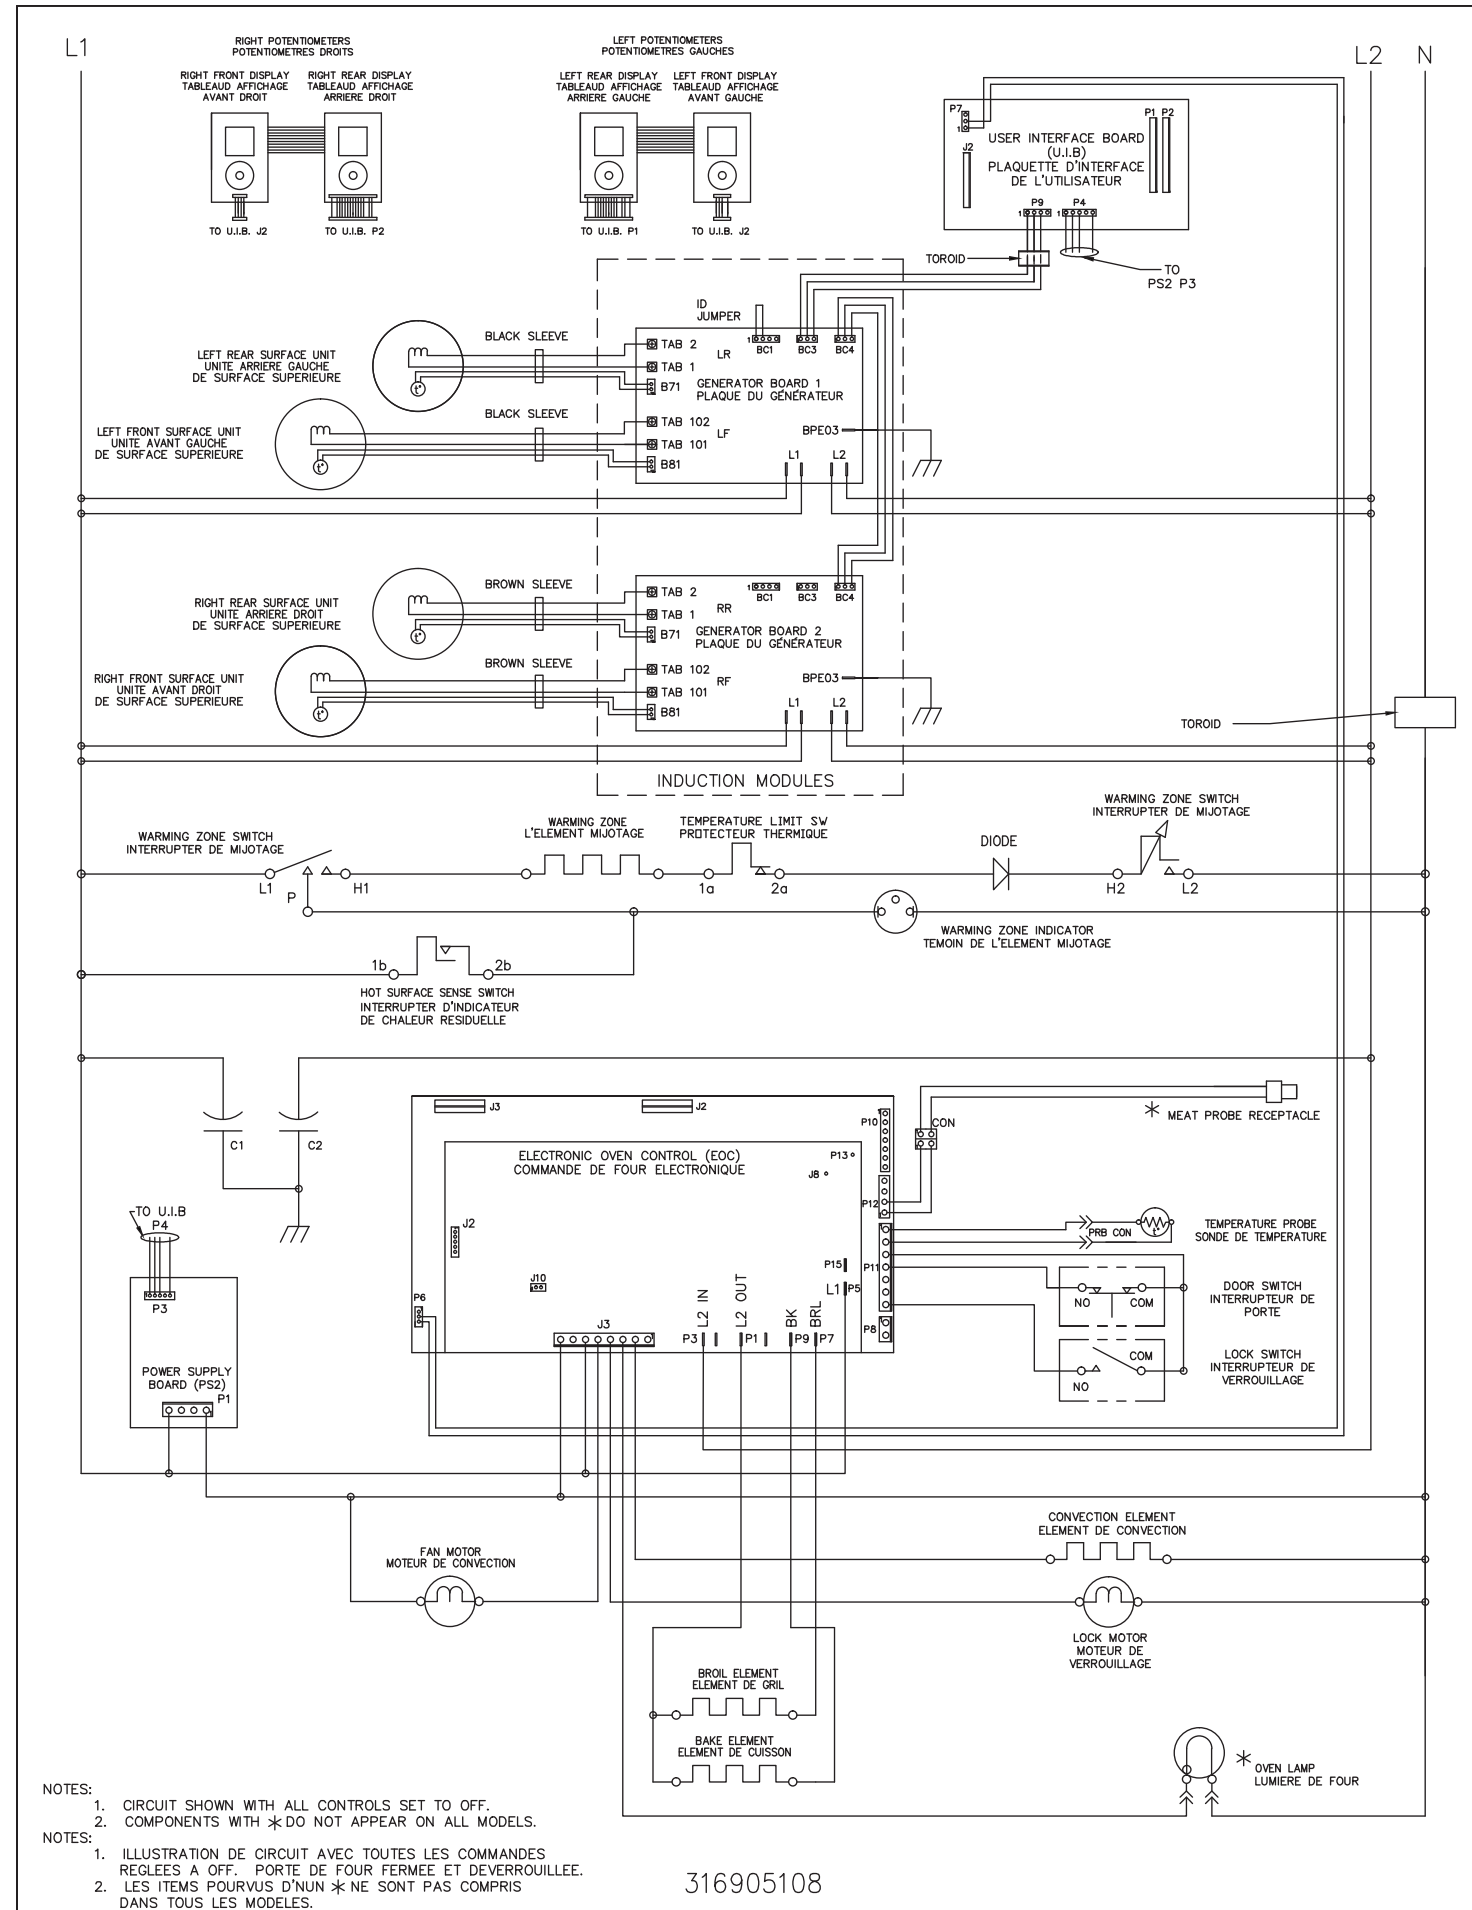 L1
RIGHT POTENTIOMETERS
POTENTIOMETRES DROITS
LEFT POTENTIOMETERS
POTENTIOMETRES GAUCHES
L2
N
RIGHT FRONT DISPLAY
TABLEAUD AFFICHAGE
AVANT DROIT
RIGHT REAR DISPLAY
TABLEAUD AFFICHAGE
ARRIERE DROIT
LEFT REAR DISPLAY
TABLEAUD AFFICHAGE
ARRIERE GAUCHE
LEFT FRONT DISPLAY
TABLEAUD AFFICHAGE
AVANT GAUCHE
TO U.I.B. J2
TO U.I.B. P2
TO U.I.B. P1
TO U.I.B. J2
P7
1
J2
P1 P2
USER INTERFACE BOARD
(U.I.B)
PLAQUETTE D'INTERFACE
DE L'UTILISATEUR
P9
1
P4
1
TOROID
TO
PS2 P3
ID
JUMPER
LEFT REAR SURFACE UNIT
UNITE ARRIERE GAUCHE
DE SURFACE SUPERIEURE
t°
BLACK SLEEVE
TAB 2
LR
1
BC1
BC3
BC4
TAB 1
B71
GENERATOR BOARD 1
PLAQUE DU GÉNÉRATEUR
LEFT FRONT SURFACE UNIT
UNITE AVANT GAUCHE
DE SURFACE SUPERIEURE
t°
BLACK SLEEVE
TAB 102
LF
TAB 101
B81
BPE03
L1
L2
RIGHT REAR SURFACE UNIT
UNITE ARRIERE DROIT
DE SURFACE SUPERIEURE
t°
BROWN SLEEVE
TAB 2
RR
1
BC1
BC3
BC4
TAB 1
B71
GENERATOR BOARD 2
PLAQUE DU GÉNÉRATEUR
RIGHT FRONT SURFACE UNIT
UNITE AVANT DROIT
DE SURFACE SUPERIEURE
t°
BROWN SLEEVE
TAB 102
RF
TAB 101
B81
BPE03
L1
L2
TOROID
INDUCTION MODULES
WARMING ZONE SWITCH
INTERRUPTER DE MIJOTAGE
WARMING ZONE
L'ELEMENT MIJOTAGE
TEMPERATURE LIMIT SW
PROTECTEUR THERMIQUE
DIODE
WARMING ZONE SWITCH
INTERRUPTER DE MIJOTAGE
L1
P
H1
1a
2a
H2
L2
WARMING ZONE INDICATOR
TEMOIN DE L'ELEMENT MIJOTAGE
1b
2b
HOT SURFACE SENSE SWITCH
INTERRUPTER D'INDICATEUR
DE CHALEUR RESIDUELLE
C1
C2
J3
J2
P10
CON
* MEAT PROBE RECEPTACLE
ELECTRONIC OVEN CONTROL (EOC)
COMMANDE DE FOUR ELECTRONIQUE
P13
J8
P12
J2
J10
P15
L1
P5
P11
P8
P6
J3
P3
L2 IN
L2 OUT
P1
BK
P9
BRL
P7
PRB CON
t°
TEMPERATURE PROBE
SONDE DE TEMPERATURE
NO
COM
DOOR SWITCH
INTERRUPTEUR DE
PORTE
COM
NO
LOCK SWITCH
INTERRUPTEUR DE
VERROUILLAGE
TO U.I.B
P4
P3
POWER SUPPLY
BOARD (PS2)
P1
FAN MOTOR
MOTEUR DE CONVECTION
CONVECTION ELEMENT
ELEMENT DE CONVECTION
LOCK MOTOR
MOTEUR DE
VERROUILLAGE
BROIL ELEMENT
ELEMENT DE GRIL
BAKE ELEMENT
ELEMENT DE CUISSON
* OVEN LAMP
LUMIERE DE FOUR
NOTES:
1. CIRCUIT SHOWN WITH ALL CONTROLS SET TO OFF.
2. COMPONENTS WITH * DO NOT APPEAR ON ALL MODELS.
NOTES:
1. ILLUSTRATION DE CIRCUIT AVEC TOUTES LES COMMANDES
REGLEES A OFF. PORTE DE FOUR FERMEE ET DEVERROUILLEE.
2. LES ITEMS POURVUS D'NUN * NE SONT PAS COMPRIS
DANS TOUS LES MODELES.
316905108